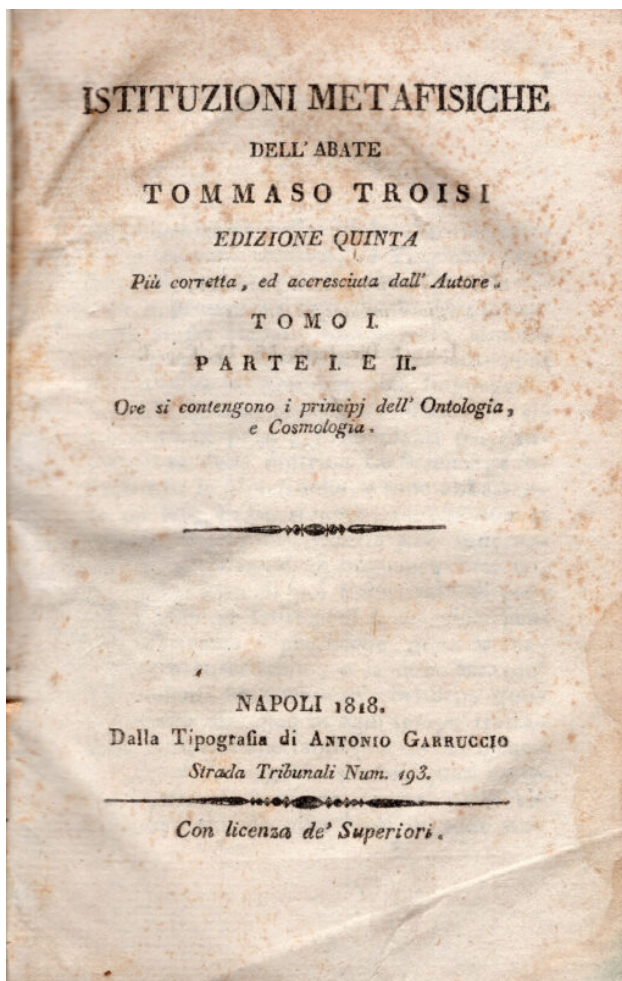 ISTITUZIONI METAFISICHE
DELL' ABATE
TOMMASO TROISI
EDIZIONE QUINTA
Più corretta, ed accresciuta dall' Autore.
TOMO I.
PARTE I. E II.
Ove si contengono i principj dell' Ontologia,
e Cosmologia.
NAPOLI 1818.
Dalla Tipografia di ANTONIO GARRUCCIO
Strada Tribunali Num. 193.
Con licenza de' Superiori.